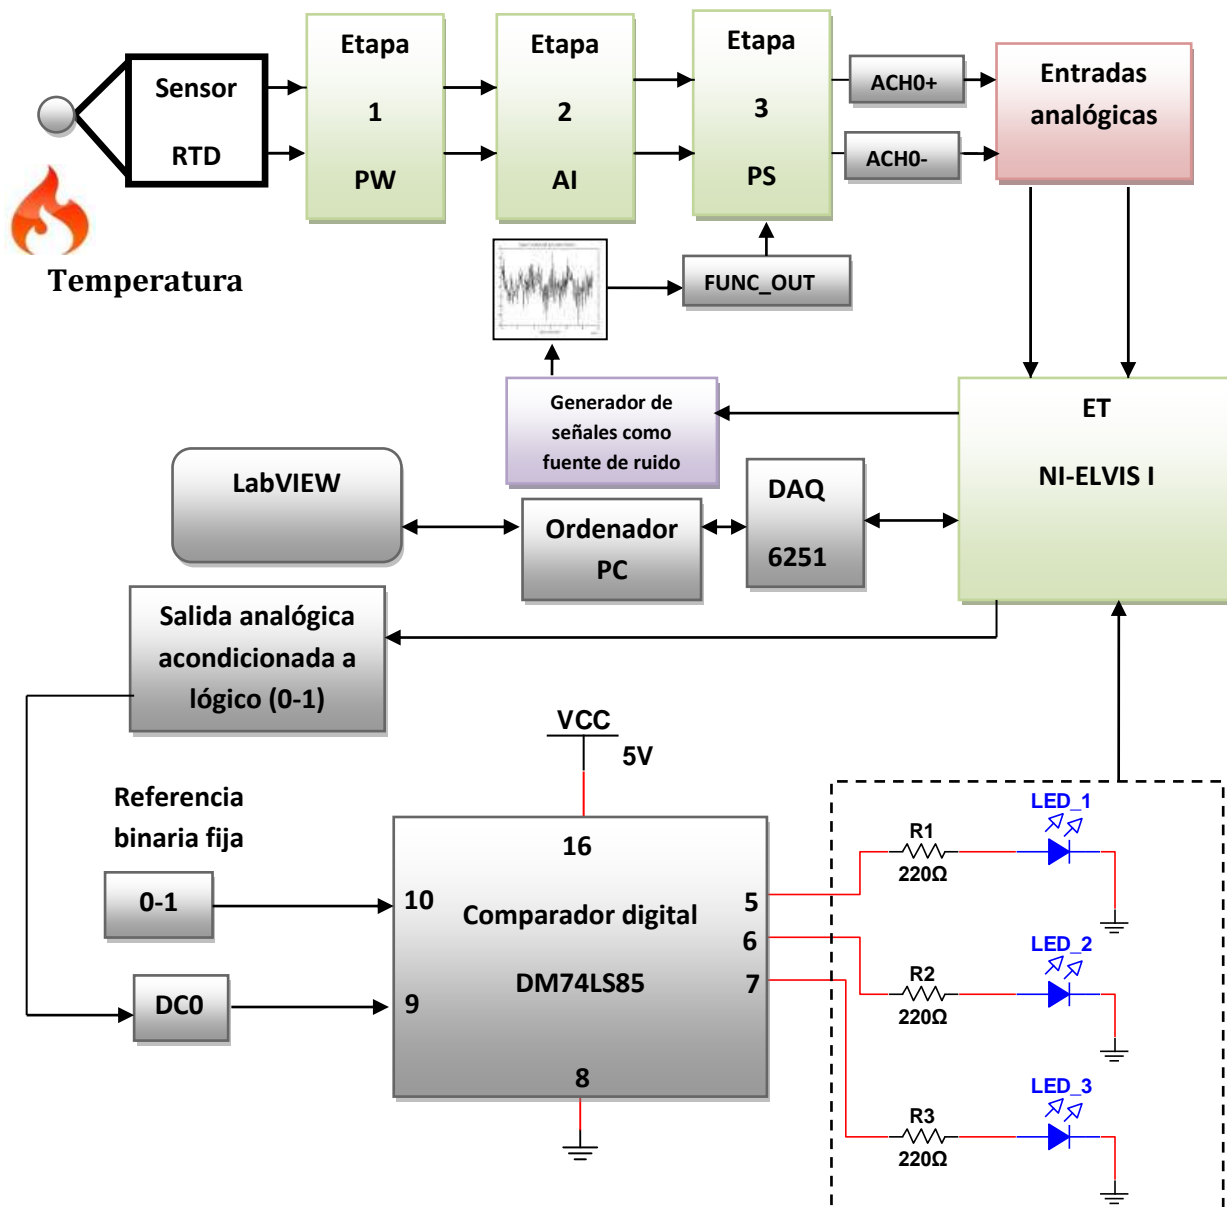 Sensor
RTD
Temperatura
Etapa
1
PW
Etapa
2
AI
Etapa
3
PS
ACH0+
ACH0-
Entradas
analógicas
FUNC_OUT
Generador de
señales como
fuente de ruido
ET
NI-ELVIS I
LabVIEW
Ordenador
PC
DAQ
6251
Salida analógica
acondicionada a
lógico (0-1)
VCC
5V
Referencia
binaria fija
0-1
DC0
16
10
9
8
Comparador digital
DM74LS85
5
6
7
R1
220Ω
LED_1
R2
220Ω
LED_2
R3
220Ω
LED_3